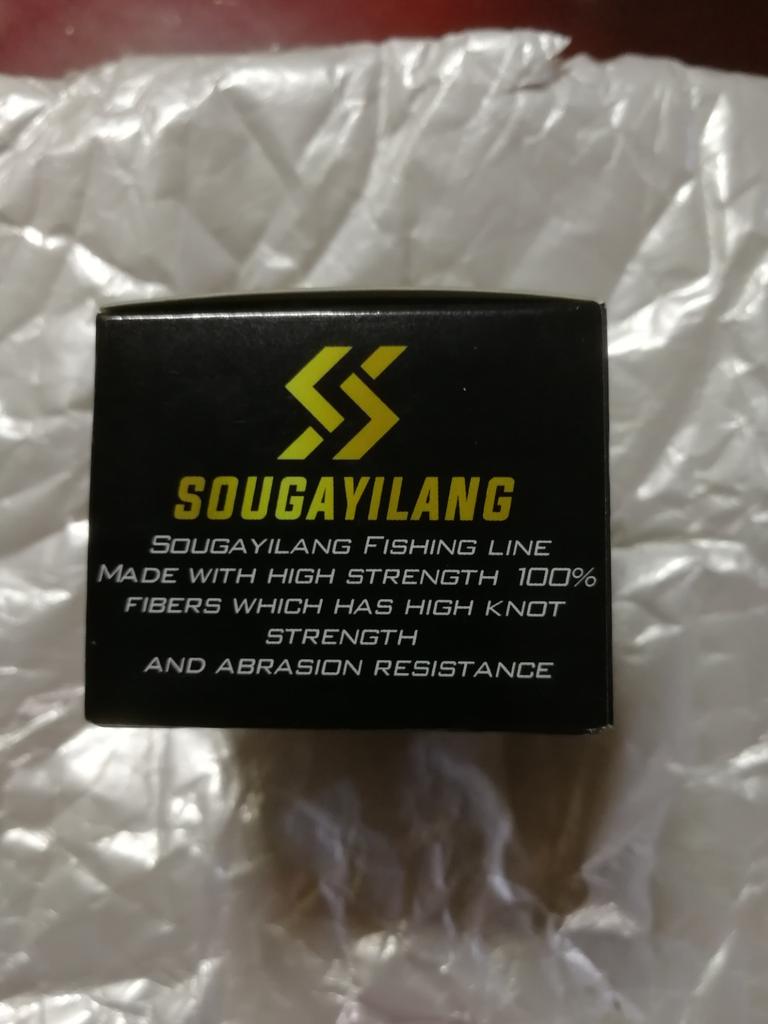 SOUGAYILANG
SOUGAYILANG FISHING LINE
MADE WITH HIGH STRENGTH 100%
FIBERS WHICH HAS HIGH KNOT
STRENGTH
AND ABRASION RESISTANCE